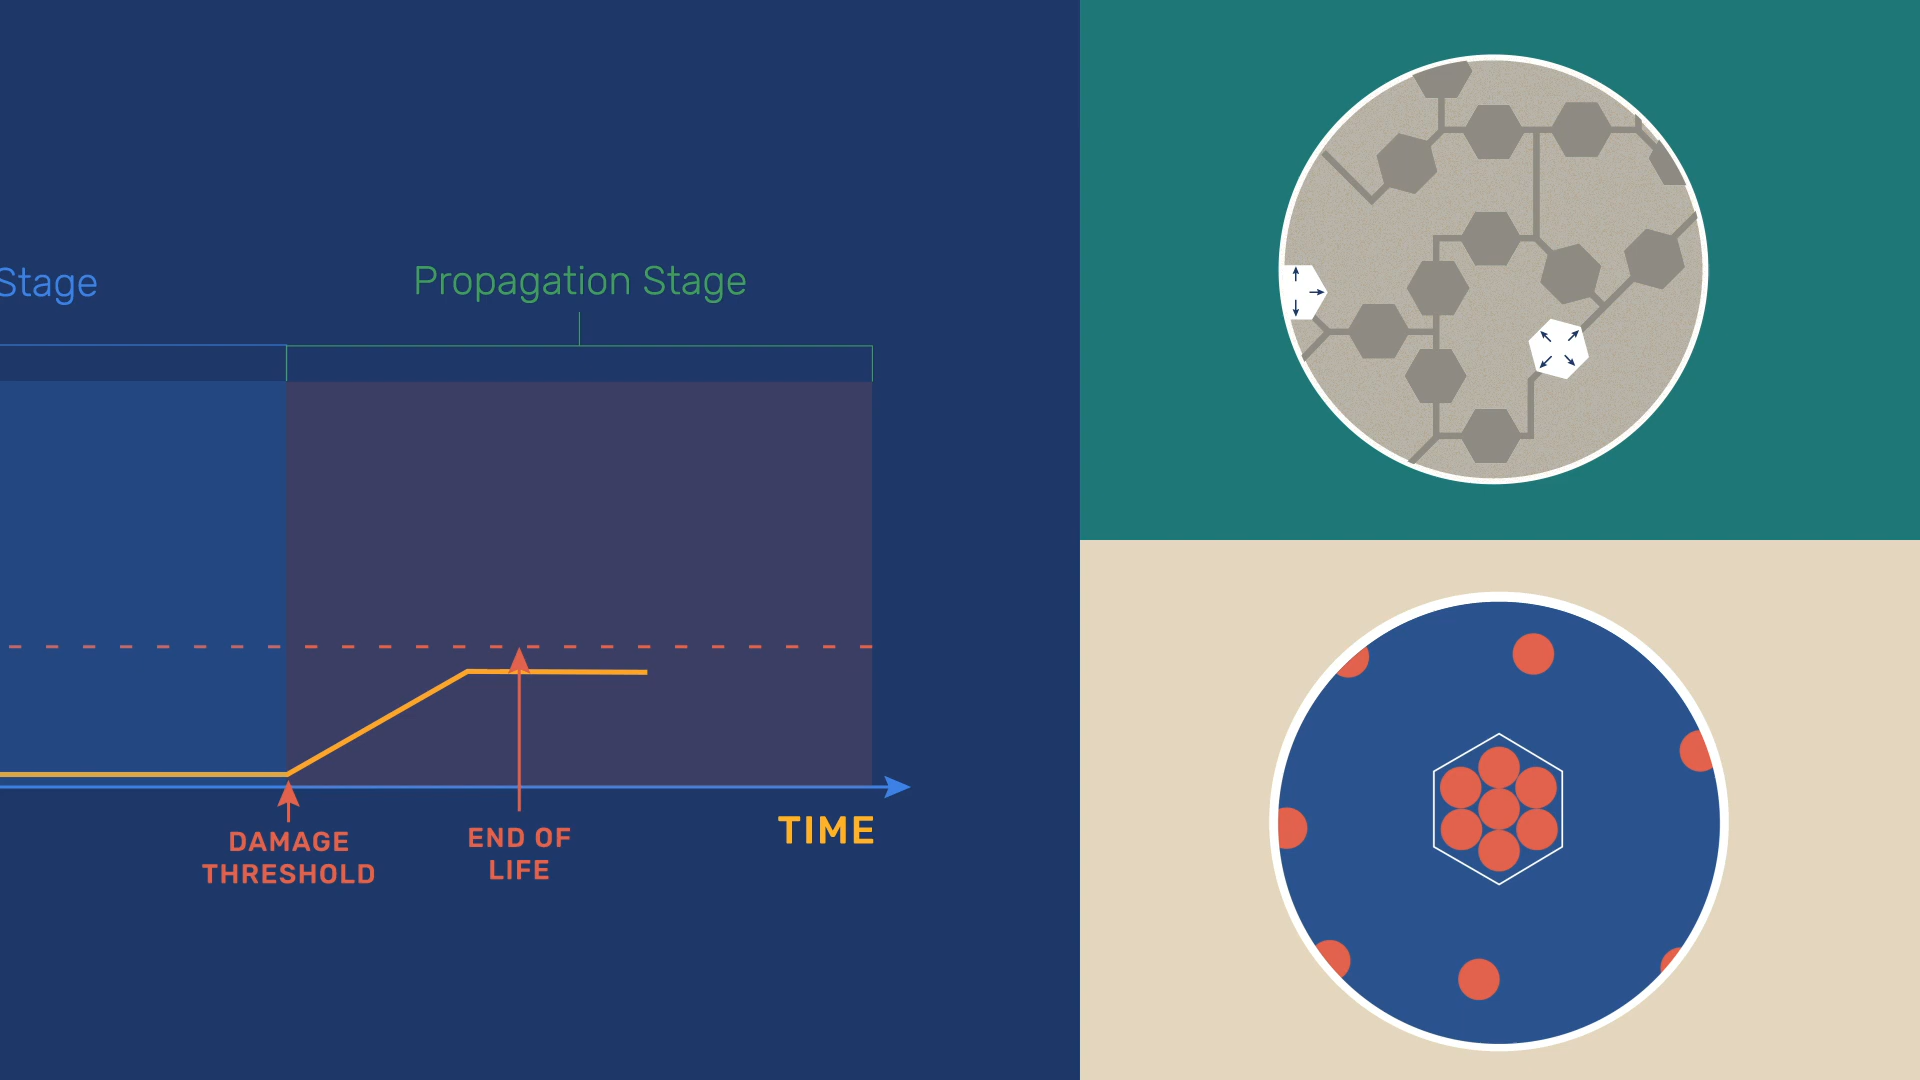 Stage
Propagation Stage
DAMAGE
THRESHOLD
END OF
LIFE
TIME